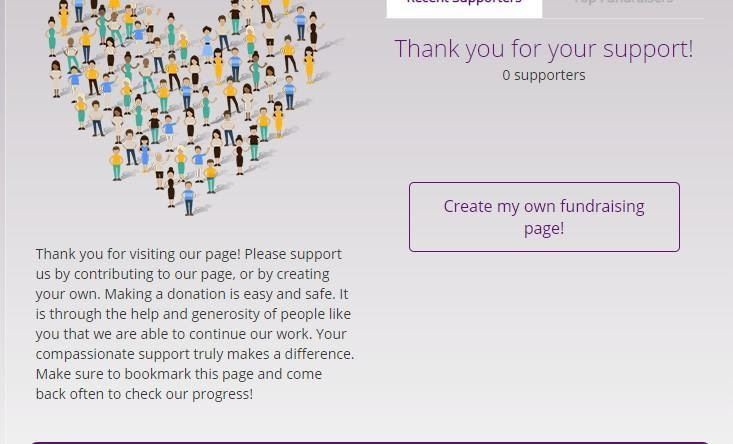 Recent Supporters
Top Fundraisers
Thank you for your support!
0 supporters
Create my own fundraising
page!
Thank you for visiting our page! Please support
us by contributing to our page, or by creating
your own. Making a donation is easy and safe. It
is through the help and generosity of people like
you that we are able to continue our work. Your
compassionate support truly makes a difference.
Make sure to bookmark this page and come
back often to check our progress!